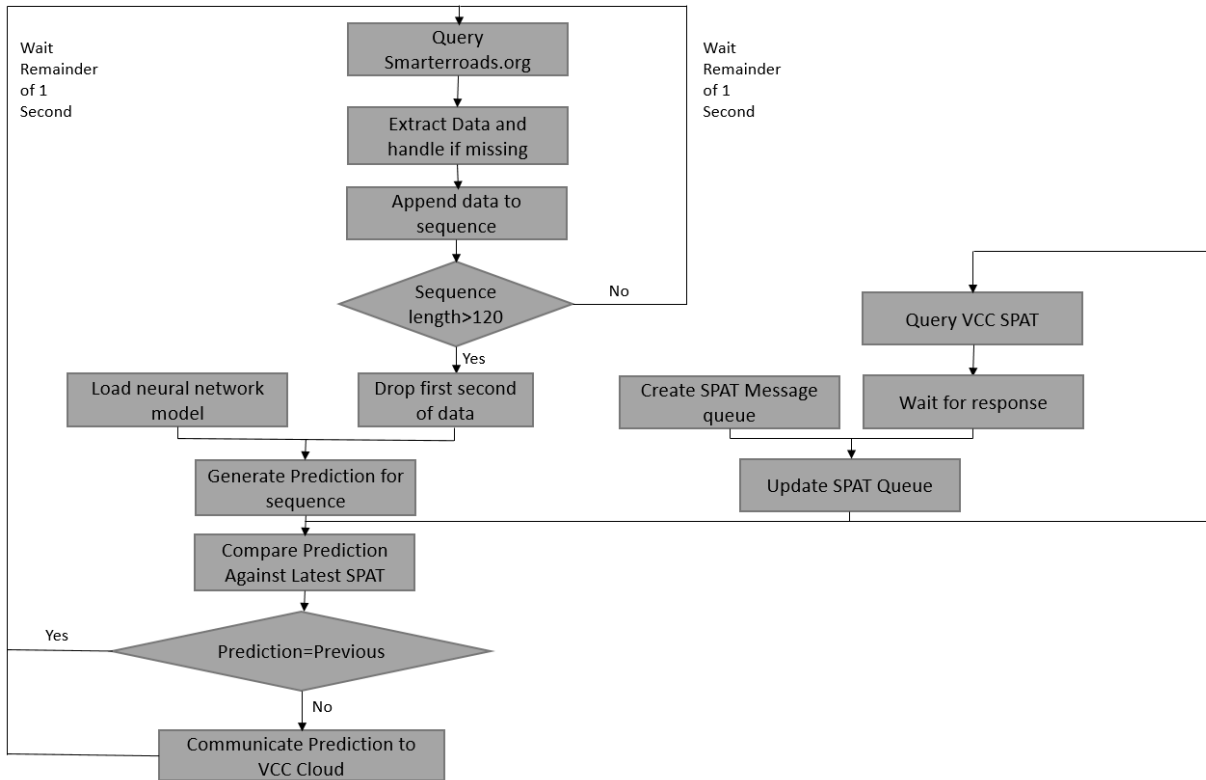 Wait
Remainder
of 1
Second
Query
Smarterroads.org
Wait
Remainder
of 1
Second
Extract Data and
handle if missing
Append data to
sequence
Sequence
length>120
No
Yes
Query VCC SPAT
Load neural network
model
Drop first second
of data
Create SPAT Message
queue
Wait for response
Generate Prediction for
sequence
Update SPAT Queue
Compare Prediction
Against Latest SPAT
Yes
Prediction=Previous
No
Communicate Prediction to
VCC Cloud